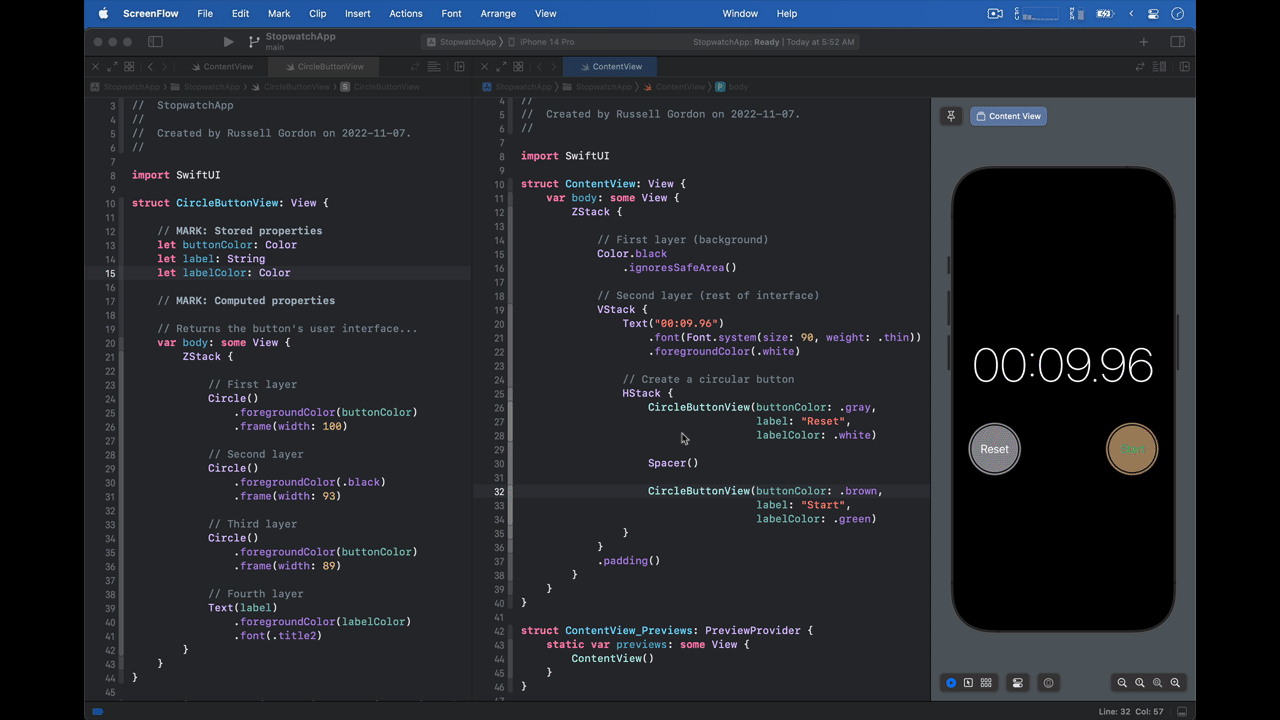 ScreenFlow File Edit Mark Clip Insert Actions Font Arrange View Window Help
StopwatchApp
main
StopwatchApp iPhone 14 Pro
StopwatchApp: Ready | Today at 5:52 AM
ContentView CircleButtonView
StopwatchApp StopwatchApp CircleButtonView S CircleButtonView
3 // StopwatchApp
4 //
5 // Created by Russell Gordon on 2022-11-07.
6 //
7
8 import SwiftUI
9
10 struct CircleButtonView: View {
11
12 // MARK: Stored properties
13 let buttonColor: Color
14 let label: String
15 let labelColor: Color
16
17 // MARK: Computed properties
18
19 // Returns the button's user interface...
20 var body: some View {
21 ZStack {
22
23 // First layer
24 Circle()
25 .foregroundColor(buttonColor)
26 .frame(width: 100)
27
28 // Second layer
29 Circle()
30 .foregroundColor(.black)
31 .frame(width: 93)
32
33 // Third layer
34 Circle()
35 .foregroundColor(buttonColor)
36 .frame(width: 89)
37
38 // Fourth layer
39 Text(label)
40 .foregroundColor(labelColor)
41 .font(.title2)
42 }
43 }
44 }
45
ContentView
StopwatchApp StopwatchApp ContentView P body
4 //
5 // Created by Russell Gordon on 2022-11-07.
6 //
7
8 import SwiftUI
9
10 struct ContentView: View {
11 var body: some View {
12 ZStack {
13
14 // First layer (background)
15 Color.black
16 .ignoresSafeArea()
17
18 // Second layer (rest of interface)
19 VStack {
20 Text("00:09.96")
21 .font(Font.system(size: 90, weight: .thin))
22 .foregroundColor(.white)
23
24 // Create a circular button
25 HStack {
26 CircleButtonView(buttonColor: .gray,
27 label: "Reset",
28 labelColor: .white)
29
30 Spacer()
31
32 CircleButtonView(buttonColor: .brown,
33 label: "Start",
34 labelColor: .green)
35 }
36 }
37 .padding()
38 }
39 }
40 }
41
42 struct ContentView_Previews: PreviewProvider {
43 static var previews: some View {
44 ContentView()
45 }
46 }
Content View
00:09.96
Reset Start
Line: 32 Col: 57